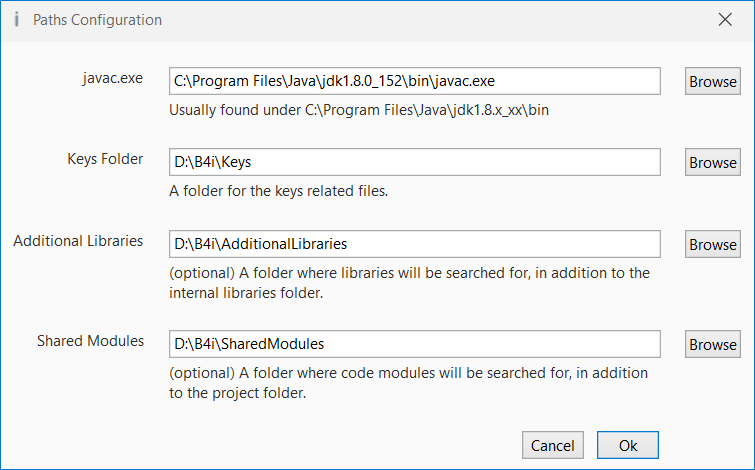 Paths Configuration
javac.exe
C:\Program Files\Java\jdk1.8.0_152\bin\javac.exe
Browse
Usually found under C:\Program Files\Java\jdk1.8.x_xx\bin
Keys Folder
D:\B4i\Keys
Browse
A folder for the keys related files.
Additional Libraries
D:\B4i\AdditionalLibraries
Browse
(optional) A folder where libraries will be searched for, in addition to the
internal libraries folder.
Shared Modules
D:\B4i\SharedModules
Browse
(optional) A folder where code modules will be searched for, in addition
to the project folder.
Cancel
Ok